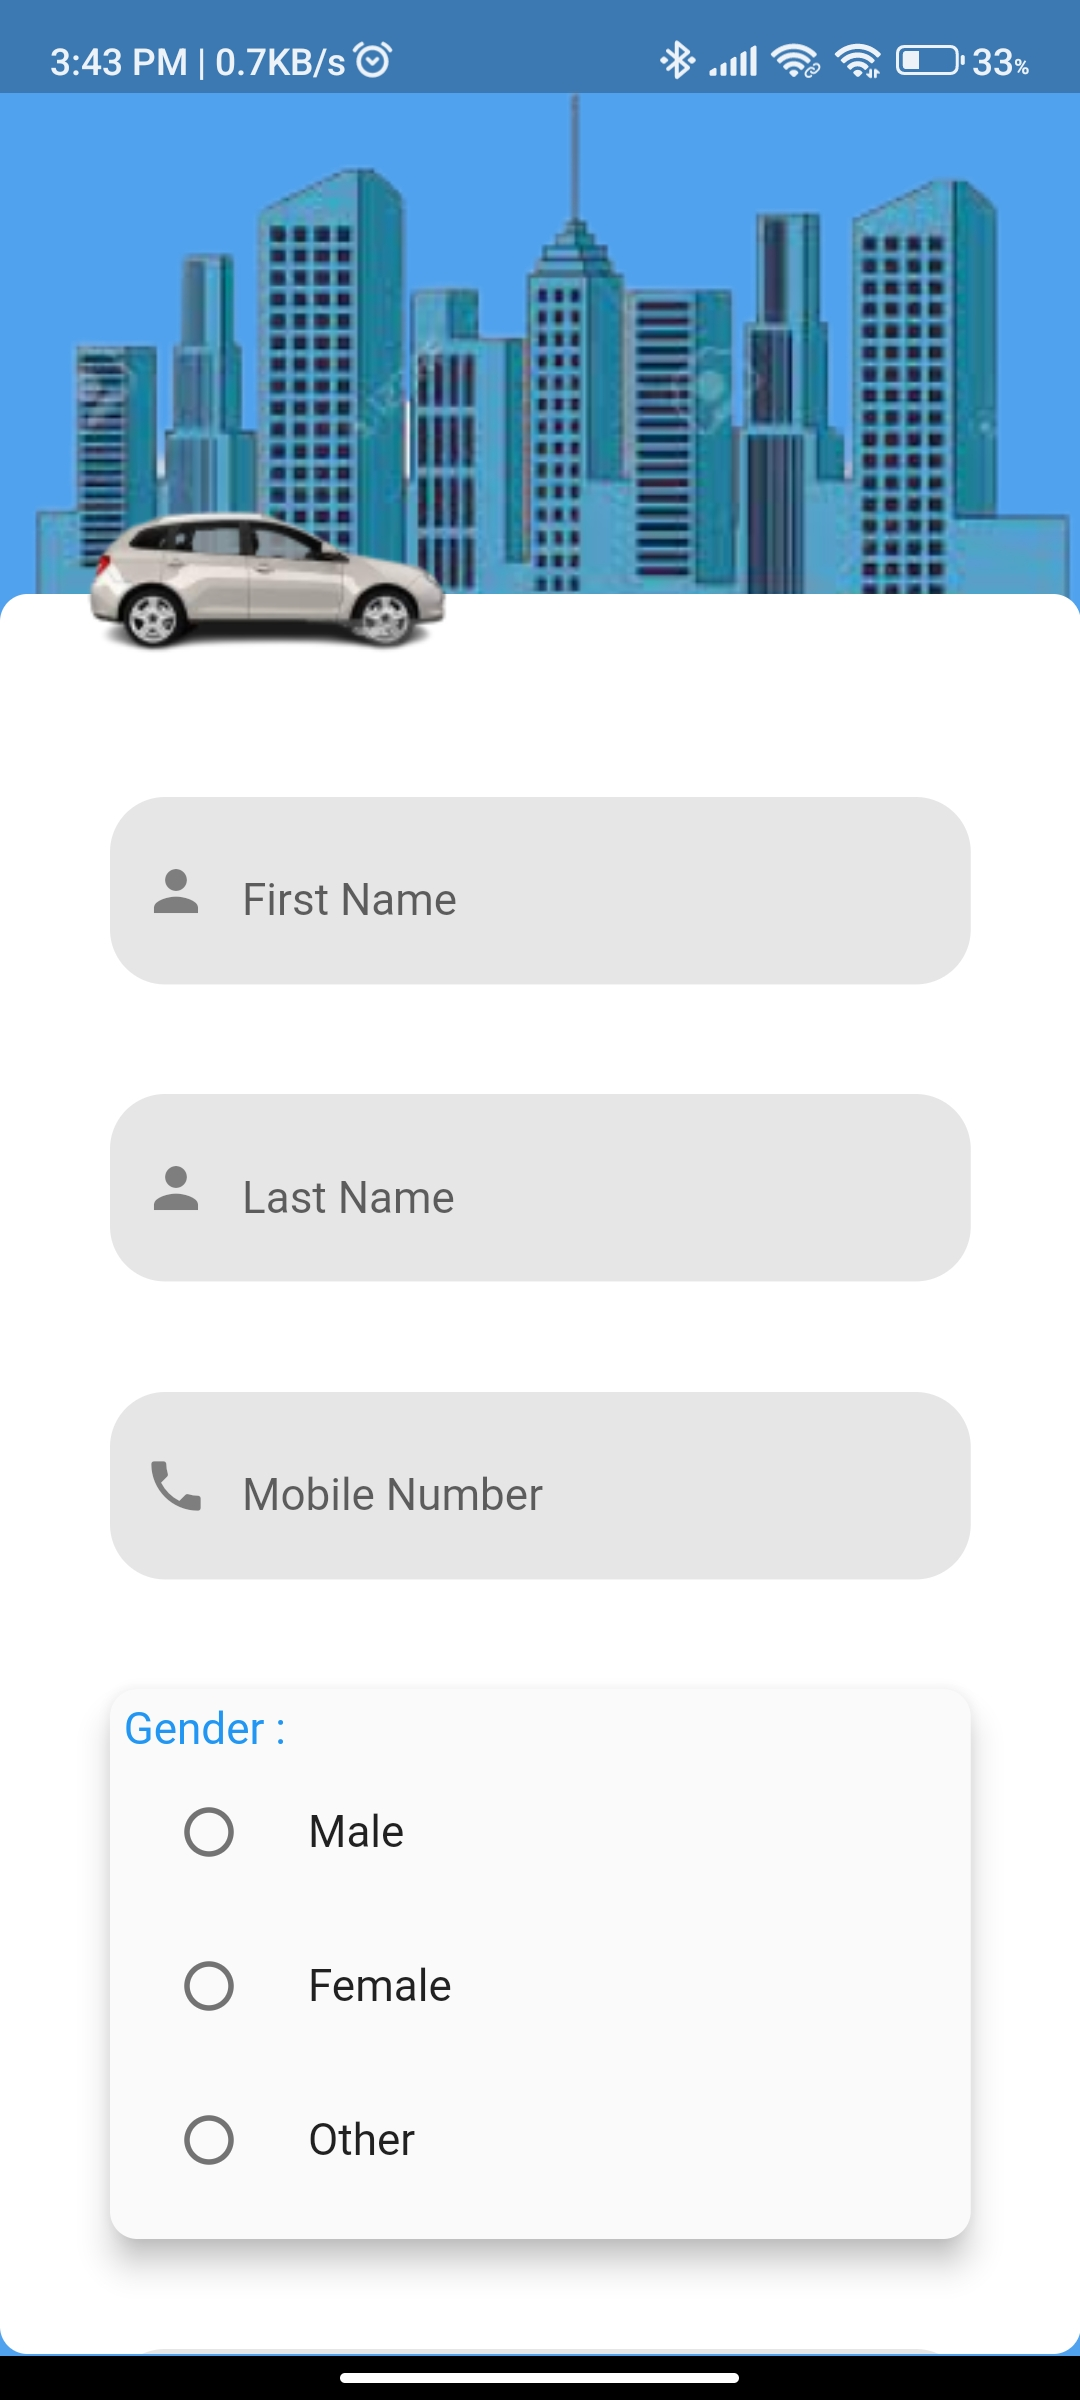 3:43 PM | 0.7KB/s 33%
First Name
Last Name
Mobile Number
Gender :
Male
Female
Other